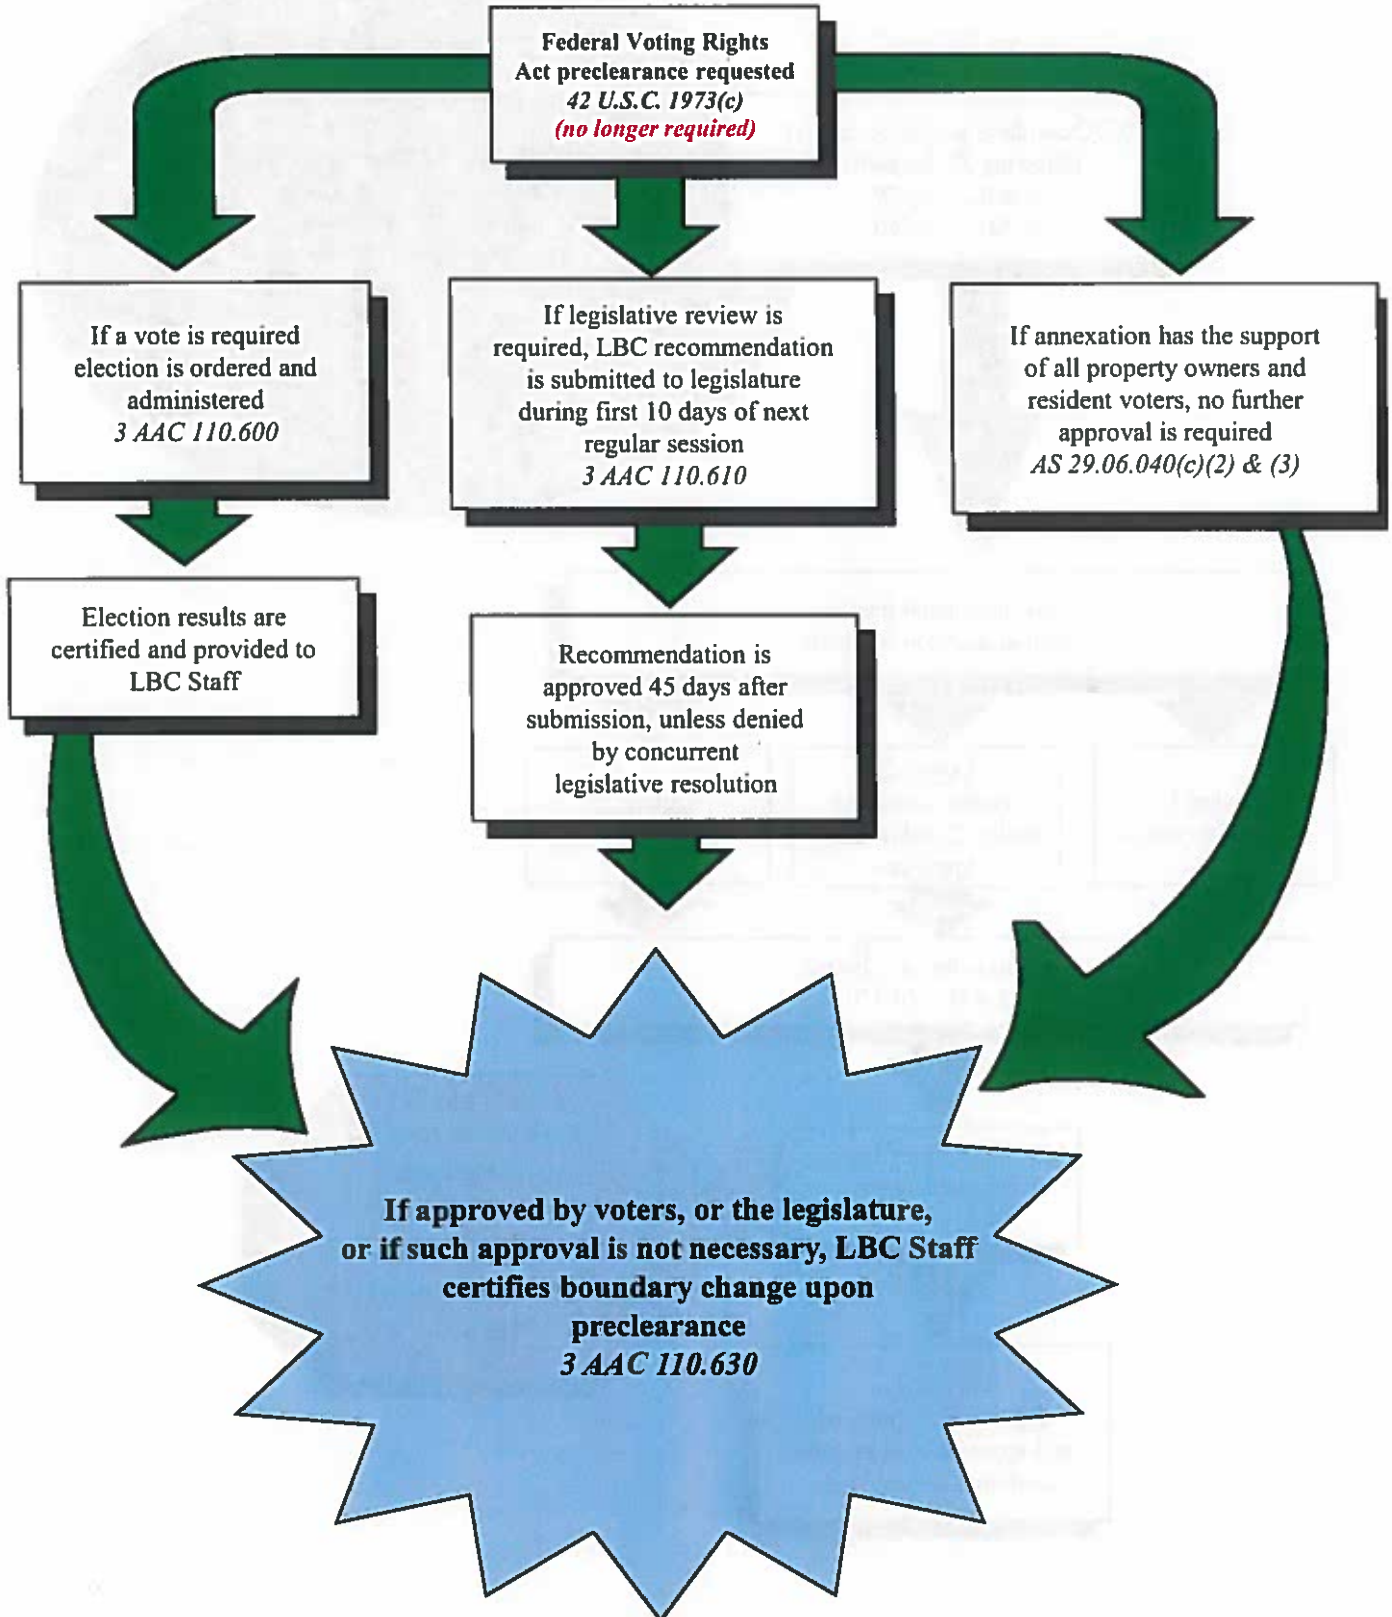 Federal Voting Rights
Act preclearance requested
42 U.S.C. 1973(c)
(no longer required)
If a vote is required
election is ordered and
administered
3 AAC 110.600
If legislative review is
required, LBC recommendation
is submitted to legislature
during first 10 days of next
regular session
3 AAC 110.610
If annexation has the support
of all property owners and
resident voters, no further
approval is required
AS 29.06.040(c)(2) & (3)
Election results are
certified and provided to
LBC Staff
Recommendation is
approved 45 days after
submission, unless denied
by concurrent
legislative resolution
If approved by voters, or the legislature,
or if such approval is not necessary, LBC Staff
certifies boundary change upon
preclearance
3 AAC 110.630